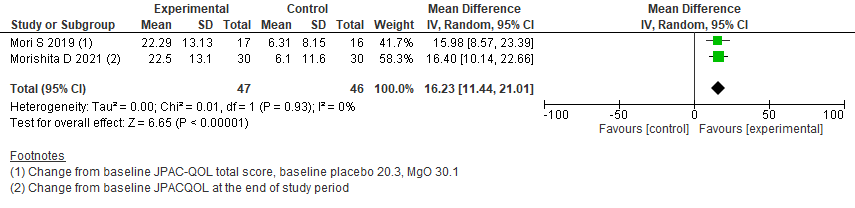 Experimental Control Mean Difference Mean Difference
Study or Subgroup Mean SD Total Mean SD Total Weight IV, Random, 95% CI IV, Random, 95% CI
Mori S 2019 (1) 22.29 13.13 17 6.31 8.15 16 41.7% 15.98 [8.57, 23.39]
Morishita D 2021 (2) 22.5 13.1 30 6.1 11.6 30 58.3% 16.40 [10.14, 22.66]
Total (95% CI) 47 46 100.0% 16.23 [11.44, 21.01]
Heterogeneity: Tau² = 0.00; Chi² = 0.01, df = 1 (P = 0.93); I² = 0%
Test for overall effect: Z = 6.65 (P < 0.00001)
-100 -50 0 50 100
Favours [control] Favours [experimental]
Footnotes
(1) Change from baseline JPAC-QOL total score, baseline placebo 20.3, MgO 30.1
(2) Change from baseline JPACQOL at the end of study period